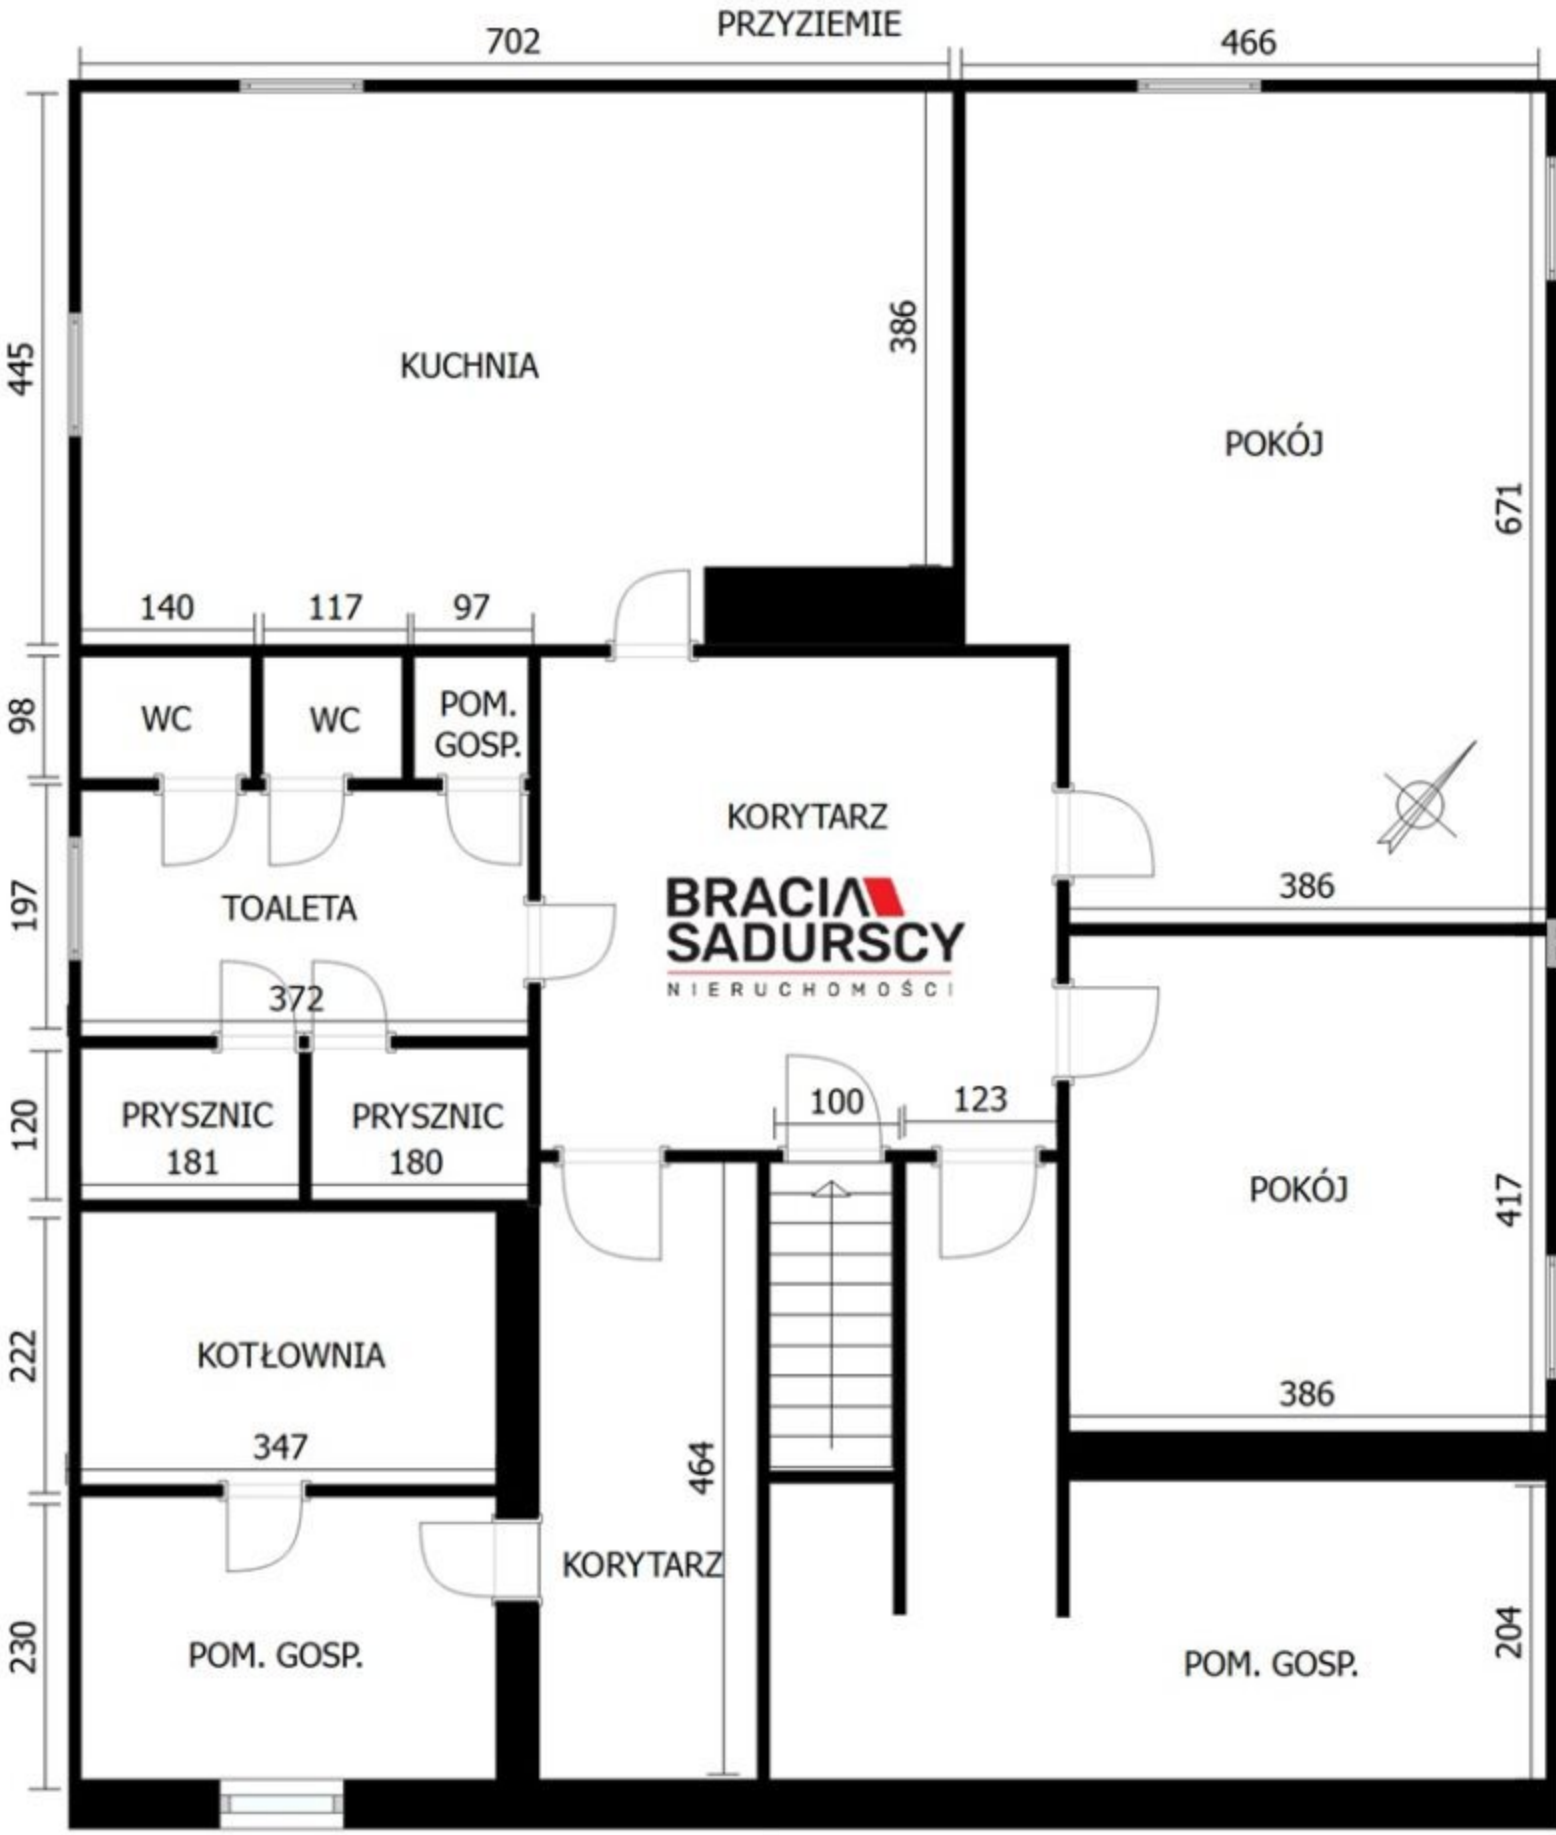 PRZYZIEMIE
702
466
445
KUCHNIA
386
POKÓJ
671
140
117
97
98
WC
WC
POM.
GOSP.
KORYTARZ
BRACIA
SADURSCY
NIERUCHOMOŚCI
386
197
TOALETA
372
120
PRYSZNIC
181
PRYSZNIC
180
100
123
POKÓJ
417
386
222
KOTŁOWNIA
347
464
KORYTARZ
230
POM. GOSP.
POM. GOSP.
204